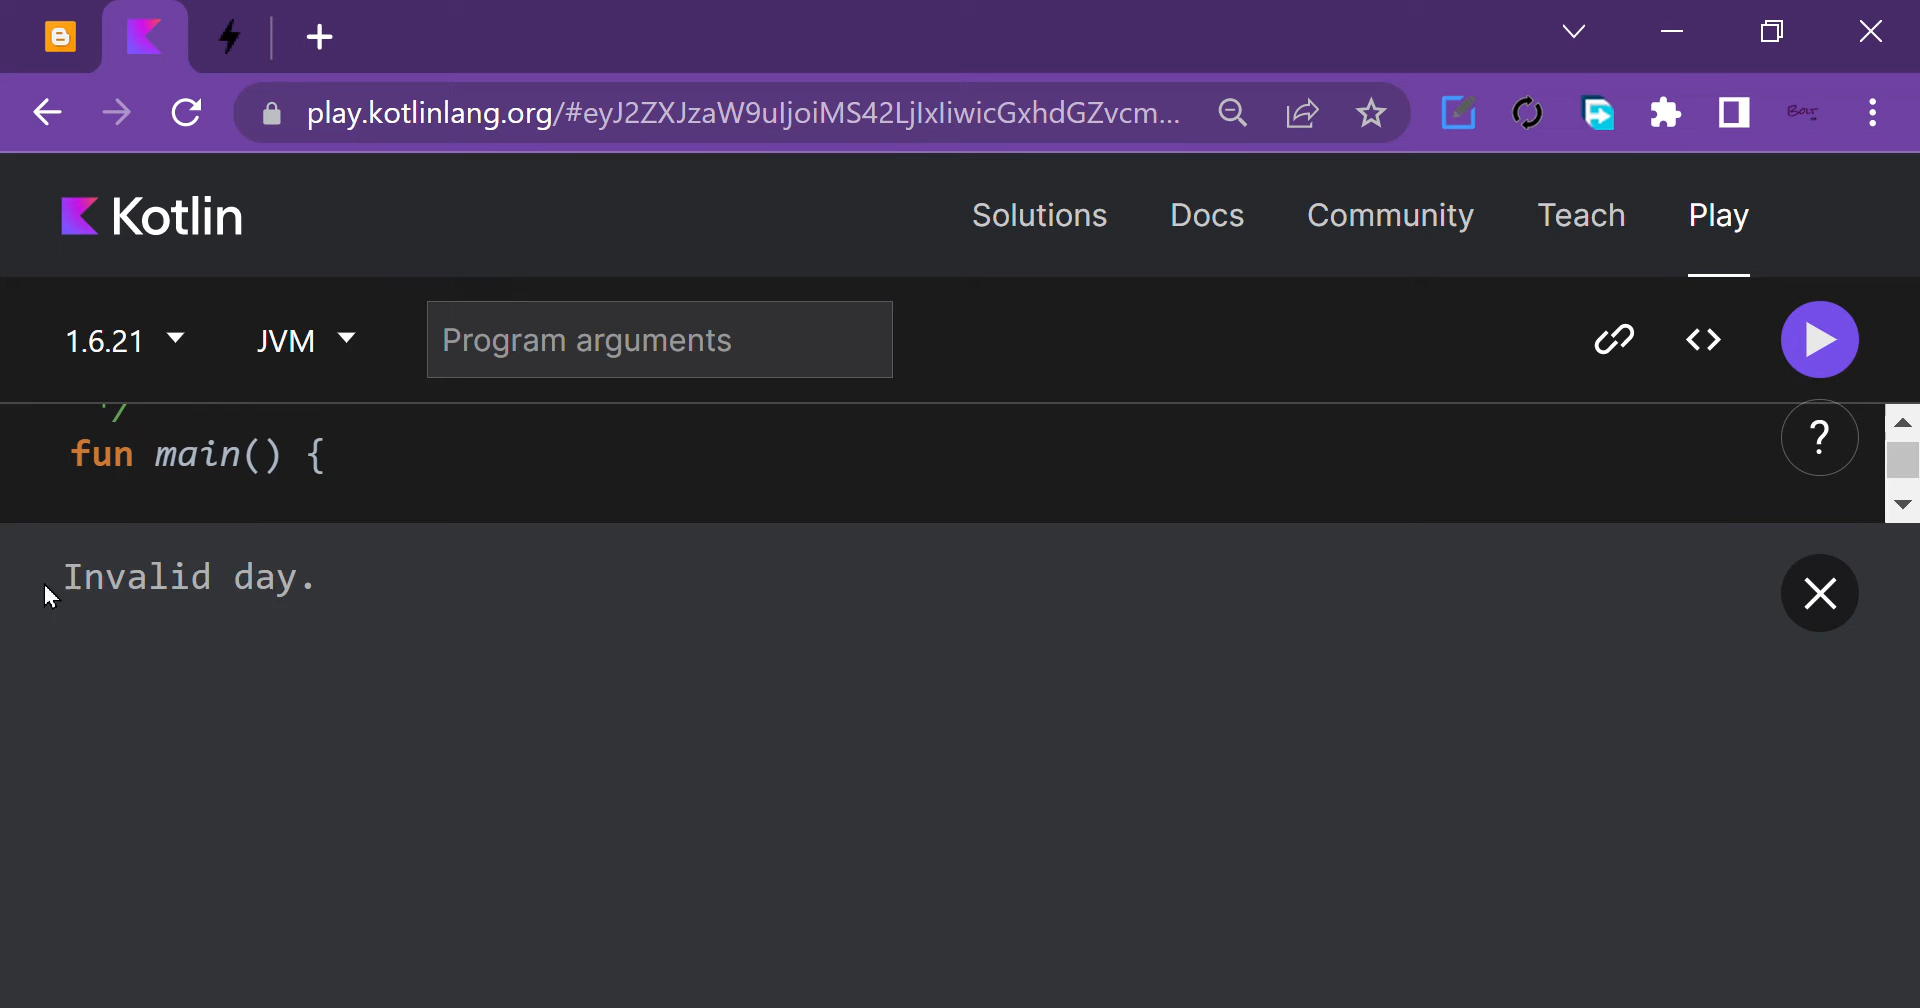 play.kotlinlang.org/#eyJ2ZXJzaW9uIjoiMS42LjIxIiwicGxhdGZvcm...
Kotlin
Solutions Docs Community Teach Play
1.6.21 JVM Program arguments
*/
fun main() {
?
Invalid day.